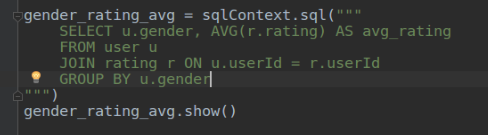 gender_rating_avg = sqlContext.sql("""
    SELECT u.gender, AVG(r.rating) AS avg_rating
    FROM user u
    JOIN rating r ON u.userId = r.userId
    GROUP BY u.gender
""")
gender_rating_avg.show()